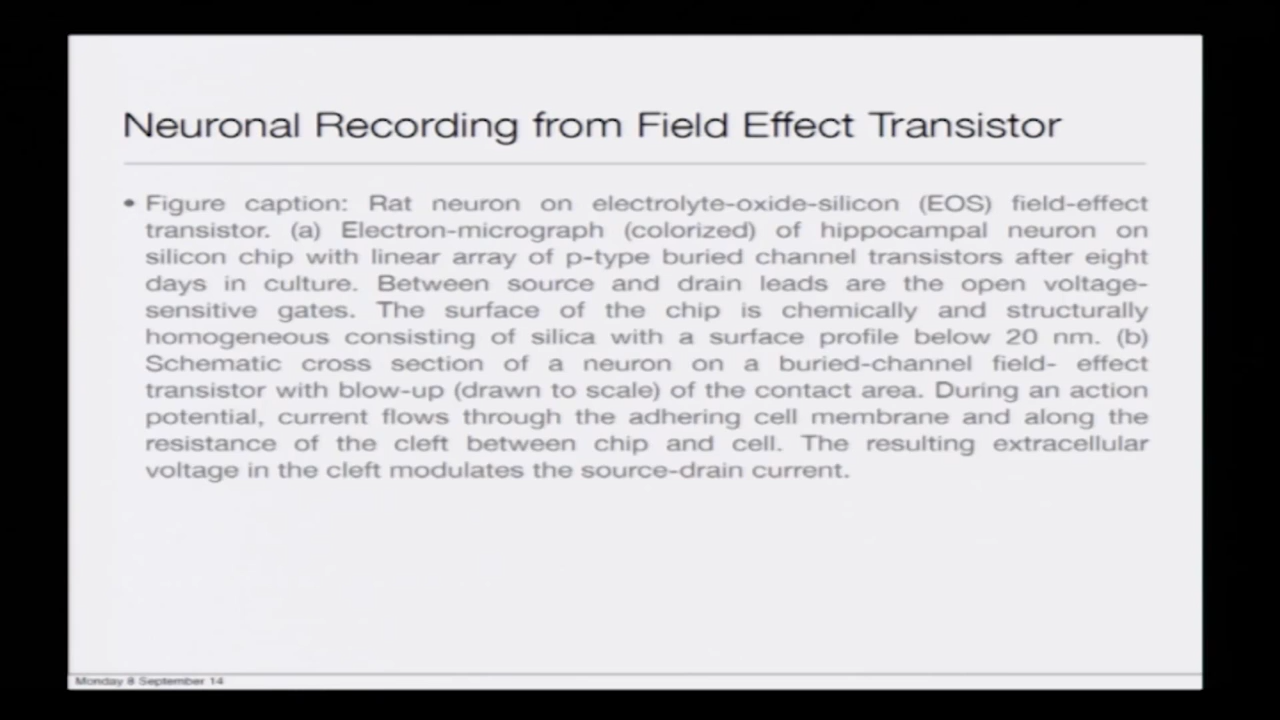 Neuronal Recording from Field Effect Transistor
• Figure caption: Rat neuron on electrolyte-oxide-silicon (EOS) field-effect
transistor. (a) Electron-micrograph (colorized) of hippocampal neuron on
silicon chip with linear array of p-type buried channel transistors after eight
days in culture. Between source and drain leads are the open voltage-
sensitive gates. The surface of the chip is chemically and structurally
homogeneous consisting of silica with a surface profile below 20 nm. (b)
Schematic cross section of a neuron on a buried-channel field- effect
transistor with blow-up (drawn to scale) of the contact area. During an action
potential, current flows through the adhering cell membrane and along the
resistance of the cleft between chip and cell. The resulting extracellular
voltage in the cleft modulates the source-drain current.
Monday 8 September 14